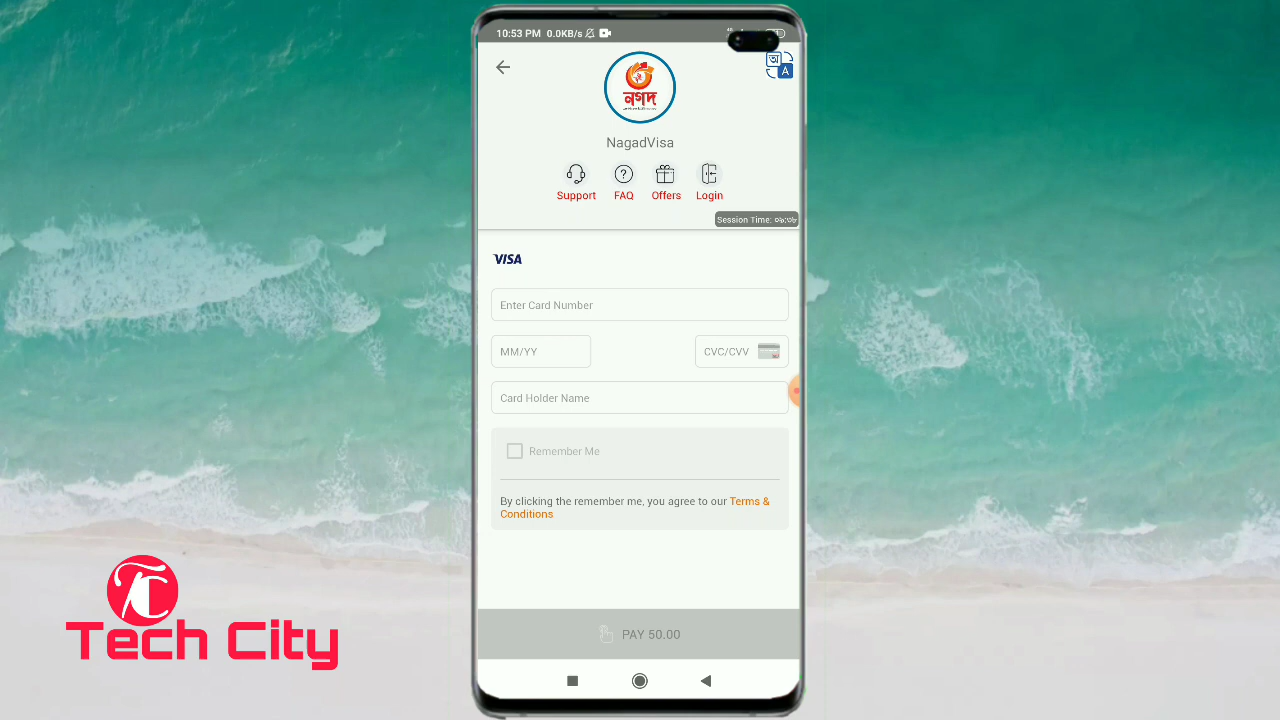 10:53 PM 0.0KB/s
অ
A
নগদ
NagadVisa
Support FAQ Offers Login
VISA
Enter Card Number
MM/YY
CVC/CVV
Card Holder Name
Remember Me
By clicking the remember me, you agree to our Terms &
Conditions
PAY 50.00
TC
Tech City
Session Time: ০৯:০৮